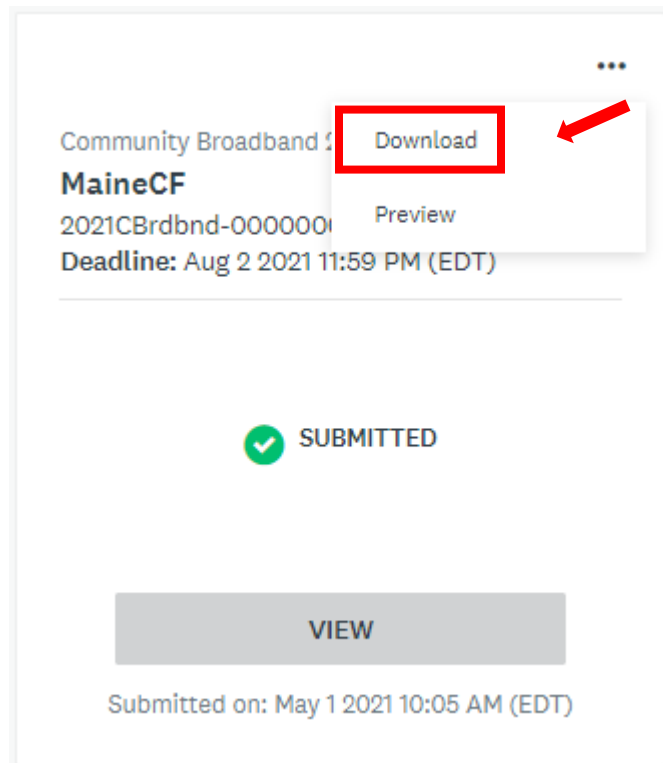 Community Broadband
Download
MaineCF
2021CBrdbnd-000000
Preview
Deadline: Aug 2 2021 11:59 PM (EDT)
SUBMITTED
VIEW
Submitted on: May 1 2021 10:05 AM (EDT)